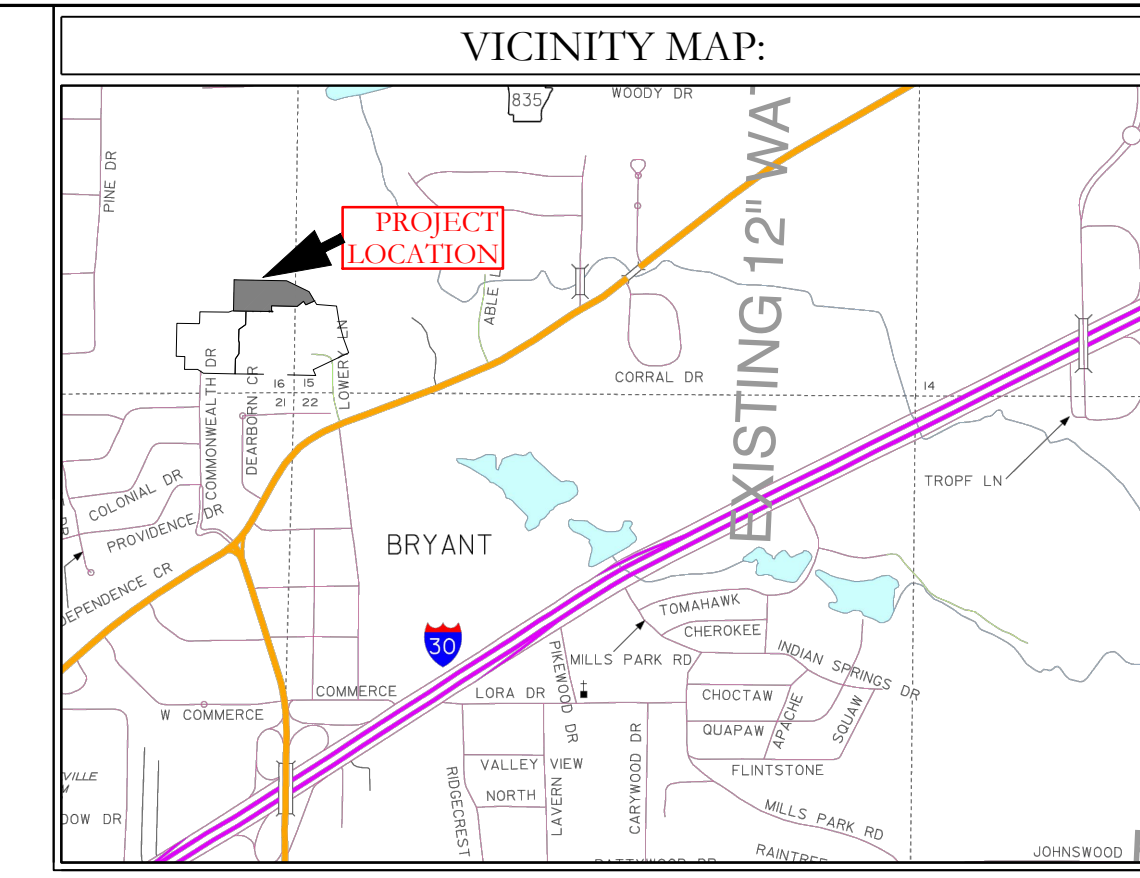 VICINITY MAP:
835
WOODY DR
PINE DR
EXISTING 12" WA
PROJECT
LOCATION
ABLE L
LOWERY LN
COMMONWEALTH DR
DEARBORN CR
16 15
21 22
CORRAL DR
14
TROPF LN
COLONIAL DR
PROVIDENCE DR
DEPENDENCE CR
BRYANT
30
TOMAHAWK
CHEROKEE
MILLS PARK RD
INDIAN SPRINGS DR
PIKEWOOD DR
COMMERCE
W COMMERCE
LORA DR
CHOCTAW
QUAPAW
APACHE
SQUAW
FLINTSTONE
VALLEY VIEW
NORTH
RIDGECREST
LAVERN
CARYWOOD DR
VILLE
M
DOW DR
MILLS PARK RD
RAINTREE
JOHNSWOOD